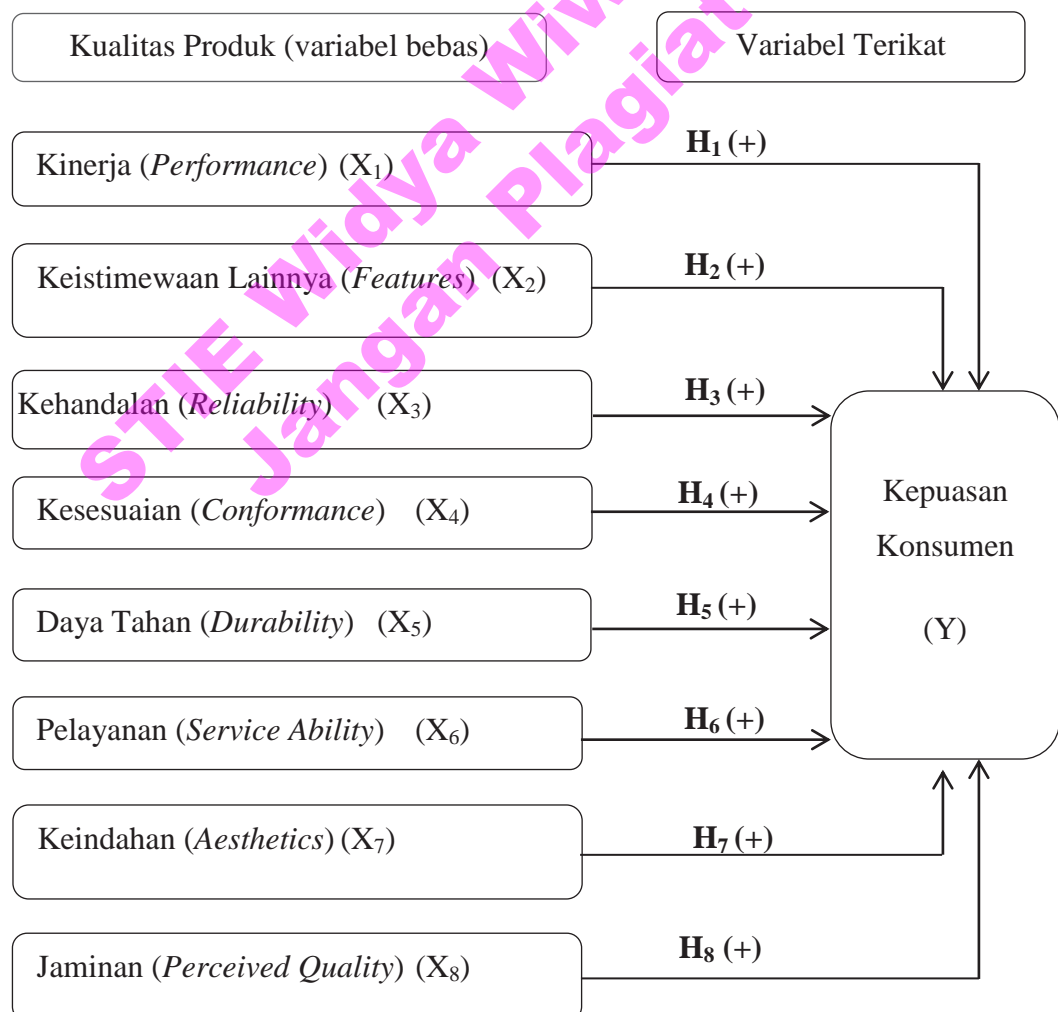 Kualitas Produk (variabel bebas)
Variabel Terikat
Kinerja (Performance) (X₁)
H₁ (+)
Keistimewaan Lainnya (Features) (X₂)
H₂ (+)
Kehandalan (Reliability) (X₃)
H₃ (+)
Kesesuaian (Conformance) (X₄)
H₄ (+)
Daya Tahan (Durability) (X₅)
H₅ (+)
Pelayanan (Service Ability) (X₆)
H₆ (+)
Keindahan (Aesthetics) (X₇)
H₇ (+)
Jaminan (Perceived Quality) (X₈)
H₈ (+)
Kepuasan
Konsumen
(Y)
STIE Widya
Jangan Plagiat